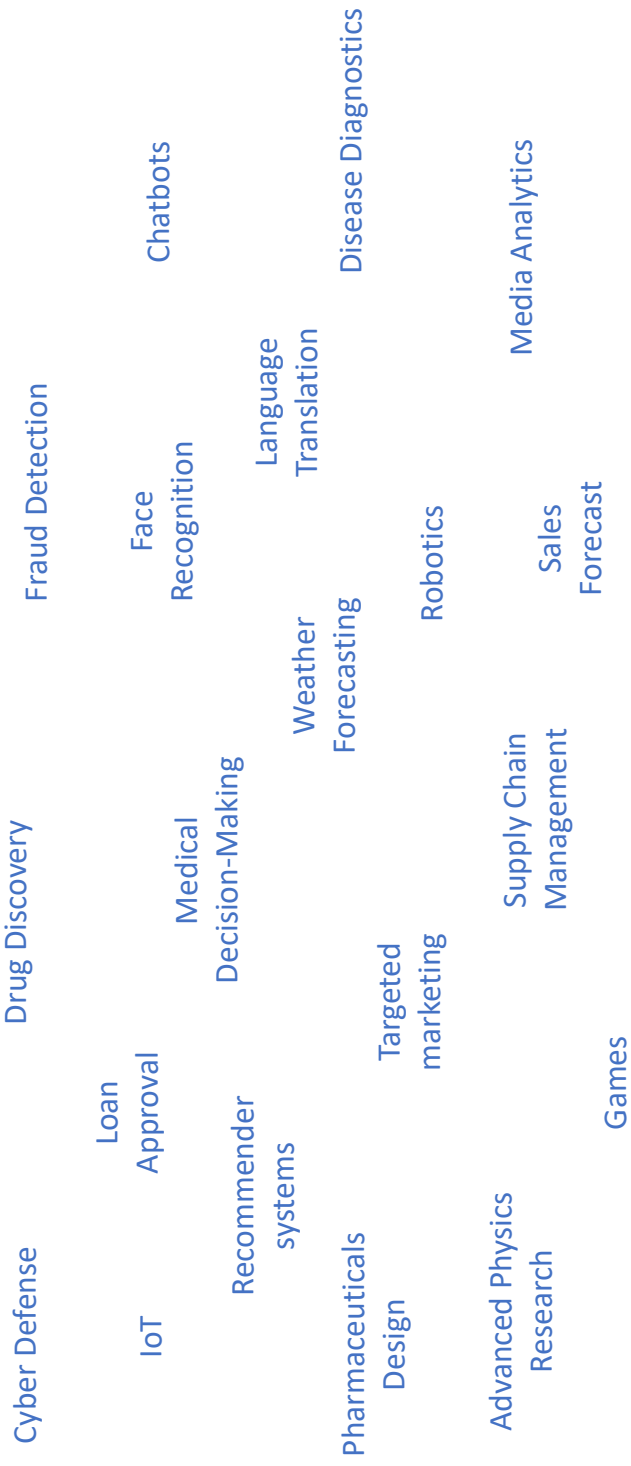 Cyber Defense
Drug Discovery
Fraud Detection
Loan
Approval
IoT
Face
Recognition
Chatbots
Medical
Decision-Making
Recommender
systems
Language
Translation
Weather
Forecasting
Disease Diagnostics
Pharmaceuticals
Design
Targeted
marketing
Robotics
Advanced Physics
Research
Supply Chain
Management
Media Analytics
Sales
Forecast
Games